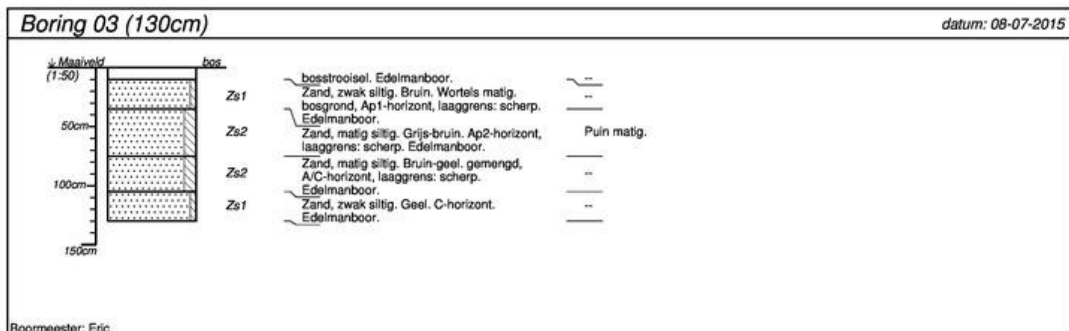 Boring 03 (130cm)
datum: 08-07-2015
↓ Maaiveld
bos
(1:50)
bosstrooisel. Edelmanboor.
--
Zs1
Zand, zwak siltig. Bruin. Wortels matig.
bosgrond, Ap1-horizont, laaggrens: scherp.
Edelmanboor.
--
50cm
Zs2
Zand, matig siltig. Grijs-bruin. Ap2-horizont,
laaggrens: scherp. Edelmanboor.
Puin matig.
Zs2
Zand, matig siltig. Bruin-geel. gemengd,
A/C-horizont, laaggrens: scherp.
Edelmanboor.
--
100cm
Zs1
Zand, zwak siltig. Geel. C-horizont.
Edelmanboor.
--
150cm
Boormeester: Eric